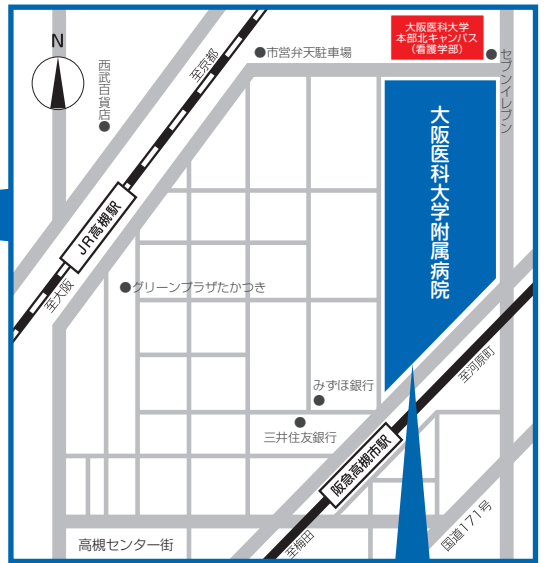 大阪医科大学
本部北キャンパス
(看護学部)
N
市営弁天駐車場
至京都
セブンイレブン
西武百貨店
大阪医科大学附属病院
JR高槻駅
至大阪
グリーンプラザたかつき
至河原町
みずほ銀行
三井住友銀行
阪急高槻市駅
国道171号
至梅田
高槻センター街